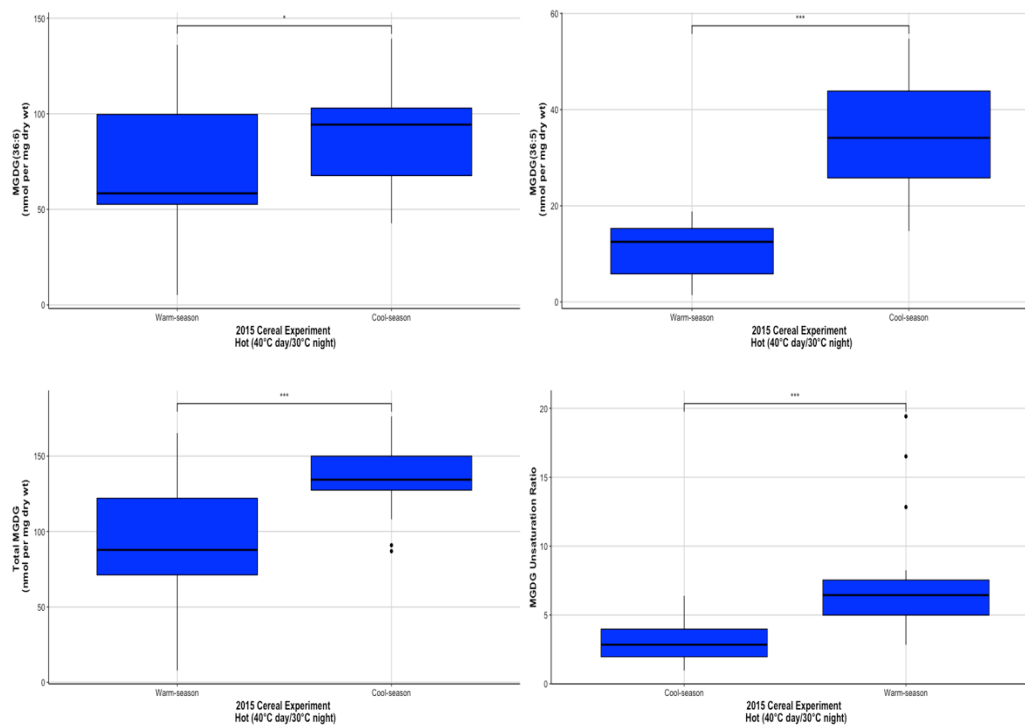 150
100
50
0
MGDG(36:6)
(nmol per mg dry wt)
*
Warm-season
Cool-season
2015 Cereal Experiment
Hot (40°C day/30°C night)
60
40
20
0
MGDG(36:5)
(nmol per mg dry wt)
***
Warm-season
Cool-season
2015 Cereal Experiment
Hot (40°C day/30°C night)
150
100
50
0
Total MGDG
(nmol per mg dry wt)
***
Warm-season
Cool-season
2015 Cereal Experiment
Hot (40°C day/30°C night)
20
15
10
5
0
MGDG Unsaturation Ratio
***
Cool-season
Warm-season
2015 Cereal Experiment
Hot (40°C day/30°C night)